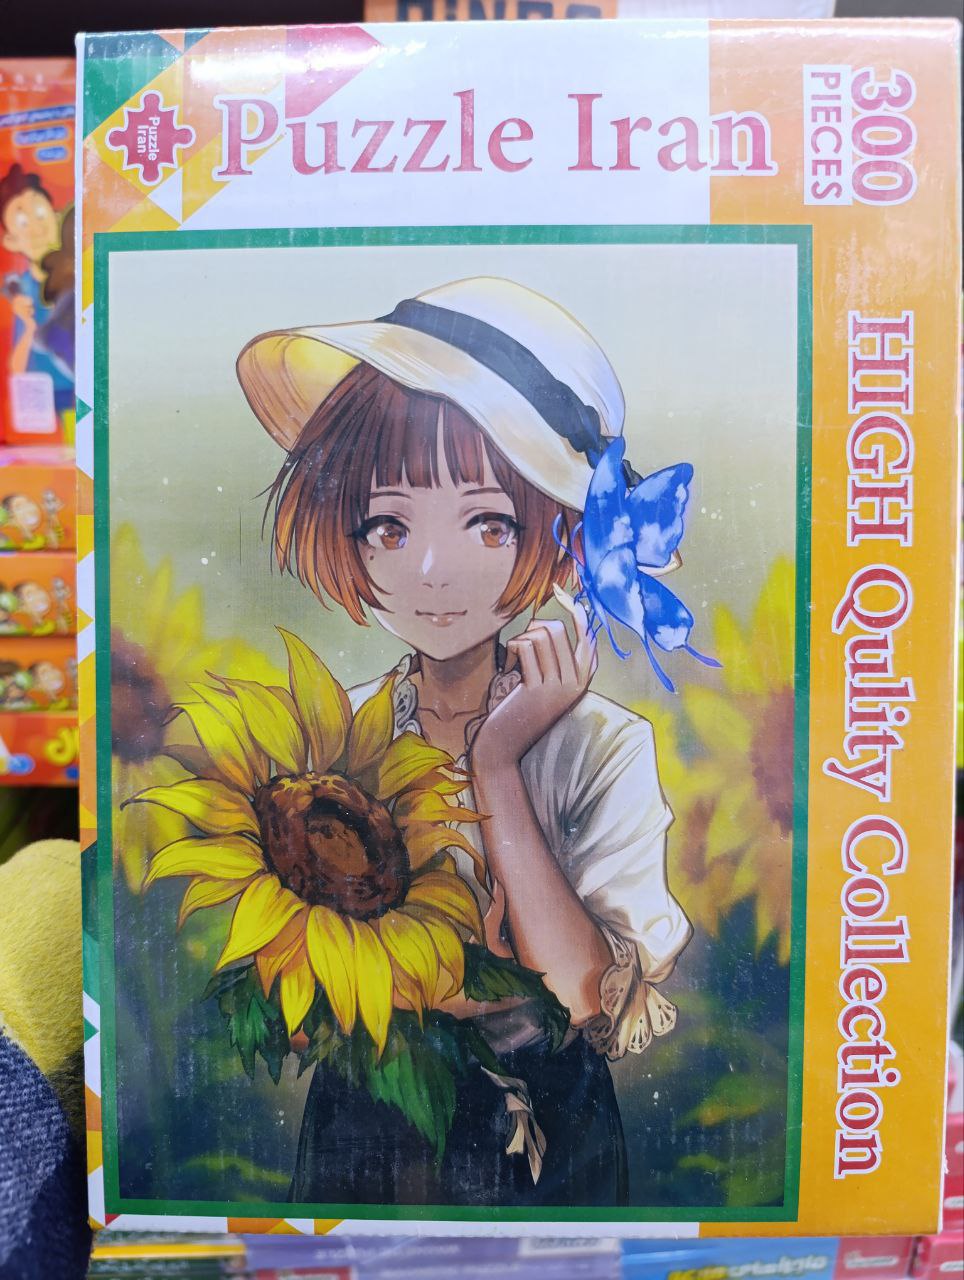 Puzzle
Iran
Puzzle Iran
300
PIECES
HIGH Qulity Collection